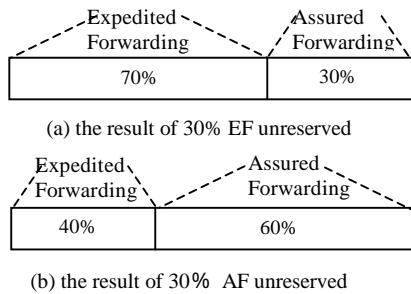 Expedited Forwarding
Assured Forwarding
70%
30%
(a) the result of 30% EF unreserved
Expedited Forwarding
Assured Forwarding
40%
60%
(b) the result of 30% AF unreserved